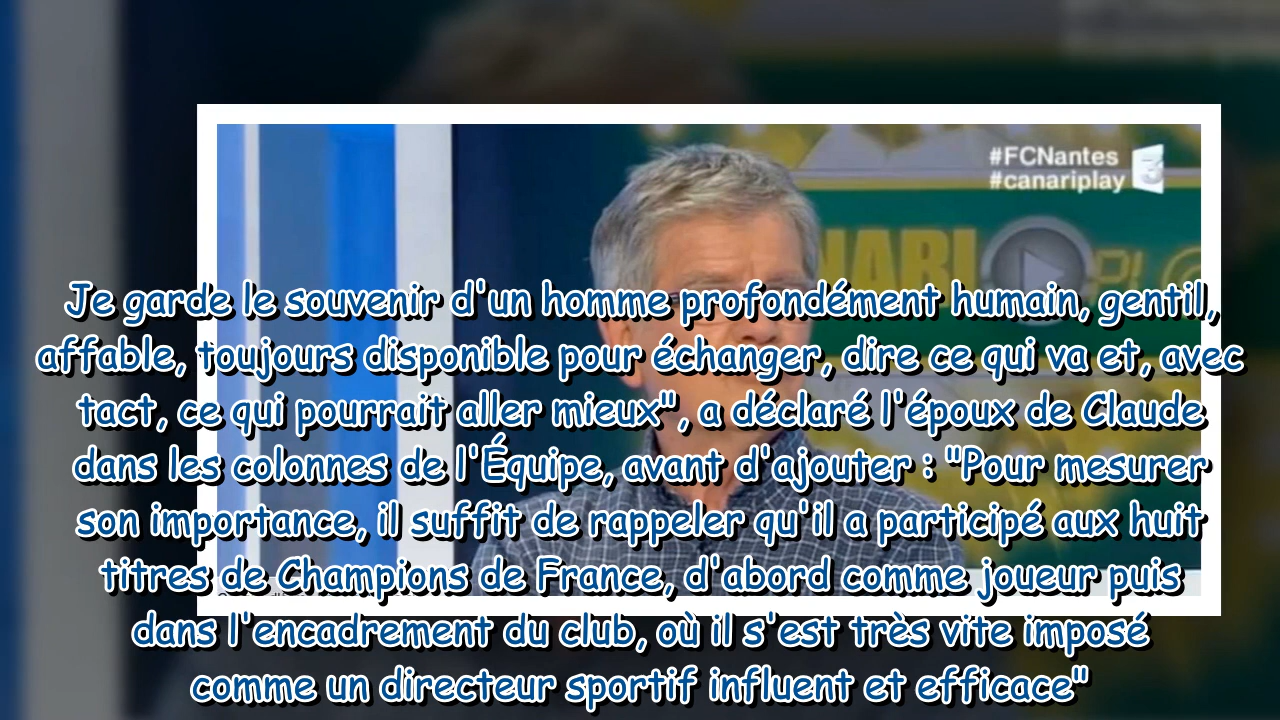 #FCNantes
#canariplay
Je garde le souvenir d'un homme profondément humain, gentil,
affable, toujours disponible pour échanger, dire ce qui va et, avec
tact, ce qui pourrait aller mieux", a déclaré l'époux de Claude
dans les colonnes de l'Équipe, avant d'ajouter : "Pour mesurer
son importance, il suffit de rappeler qu'il a participé aux huit
titres de Champions de France, d'abord comme joueur puis
dans l'encadrement du club, où il s'est très vite imposé
comme un directeur sportif influent et efficace"